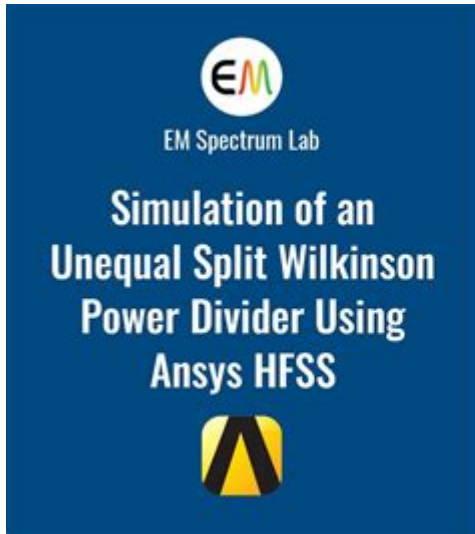 EM
EM Spectrum Lab
Simulation of an
Unequal Split Wilkinson
Power Divider Using
Ansys HFSS